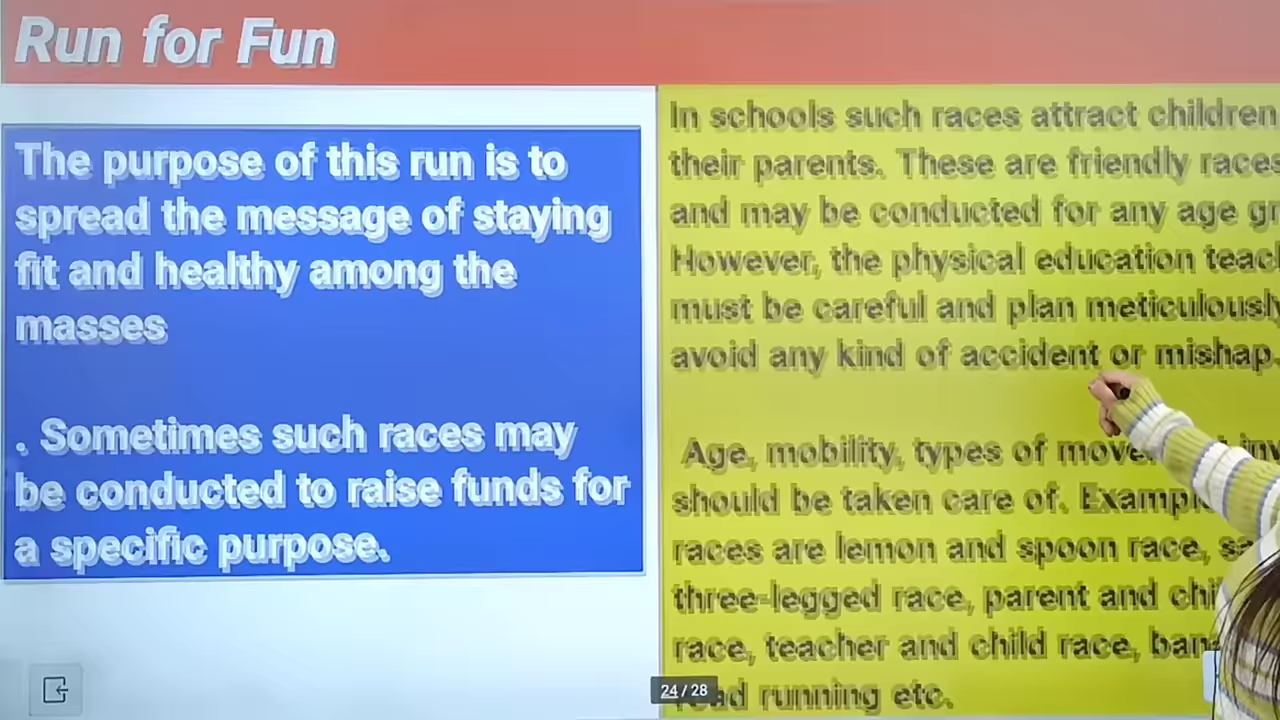 Run for Fun
The purpose of this run is to
spread the message of staying
fit and healthy among the
masses
. Sometimes such races may
be conducted to raise funds for
a specific purpose.
In schools such races attract children
their parents. These are friendly races
and may be conducted for any age
However, the physical education
must be careful and plan meticulously
avoid any kind of accident or mishap.
Age, mobility, types of
should be taken care of.
races are lemon and spoon race,
three-legged race, parent and
race, teacher and child race,
running etc.
24 / 28